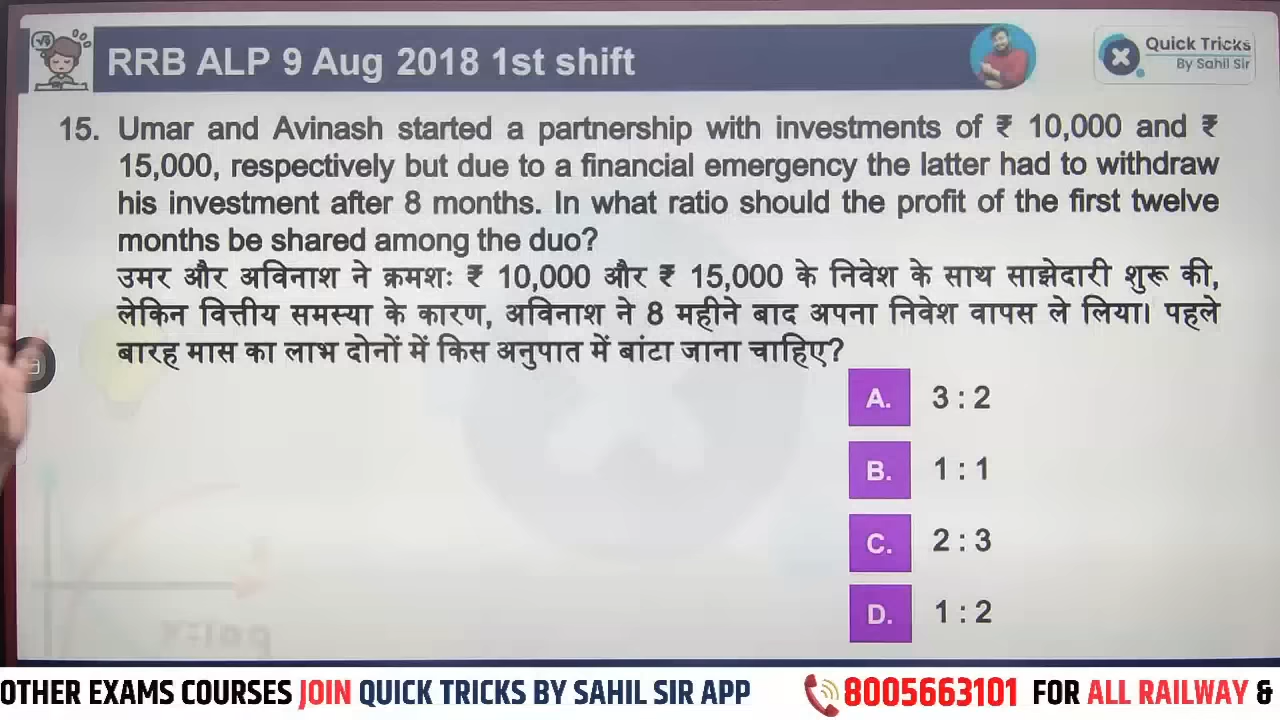 RRB ALP 9 Aug 2018 1st shift
Quick Tricks
By Sahil Sir
15. Umar and Avinash started a partnership with investments of ₹ 10,000 and ₹
15,000, respectively but due to a financial emergency the latter had to withdraw
his investment after 8 months. In what ratio should the profit of the first twelve
months be shared among the duo?
उमर और अविनाश ने क्रमशः ₹ 10,000 और ₹ 15,000 के निवेश के साथ साझेदारी शुरू की,
लेकिन वित्तीय समस्या के कारण, अविनाश ने 8 महीने बाद अपना निवेश वापस ले लिया। पहले
बारह मास का लाभ दोनों में किस अनुपात में बांटा जाना चाहिए?
A. 3 : 2
B. 1 : 1
C. 2 : 3
D. 1 : 2
OTHER EXAMS COURSES JOIN QUICK TRICKS BY SAHIL SIR APP 8005663101 FOR ALL RAILWAY &